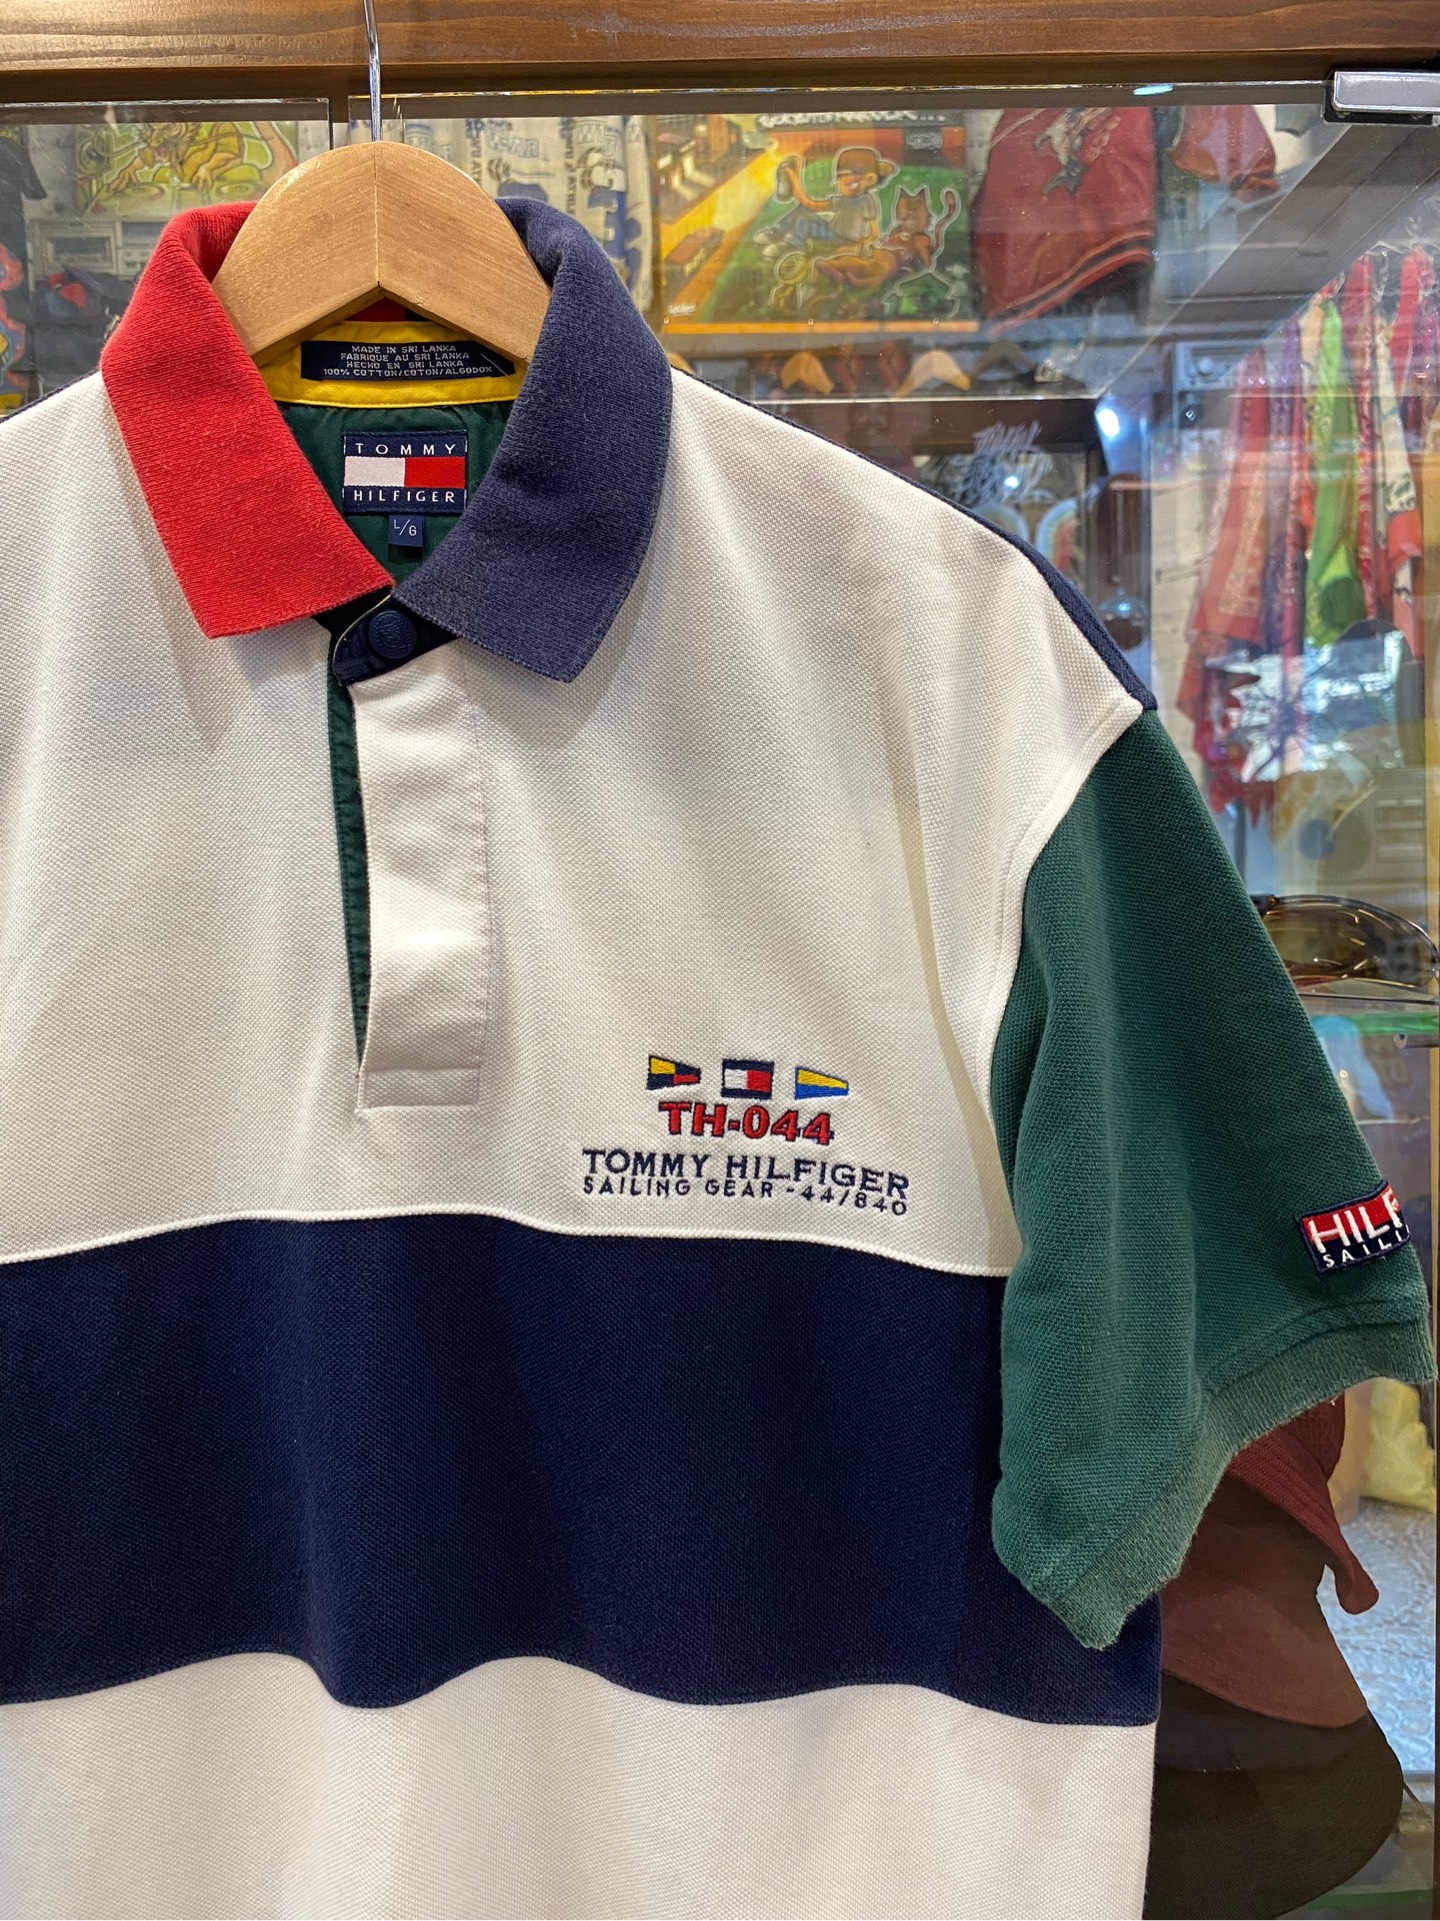 MADE IN SRI LANKA
FABRIQUE AU SRI LANKA
HECHO EN SRI LANKA
100% COTTON/COTON/ALGODON
TOMMY
HILFIGER
L/G
TH-044
TOMMY HILFIGER
SAILING GEAR -44/840
HILF
SAILI